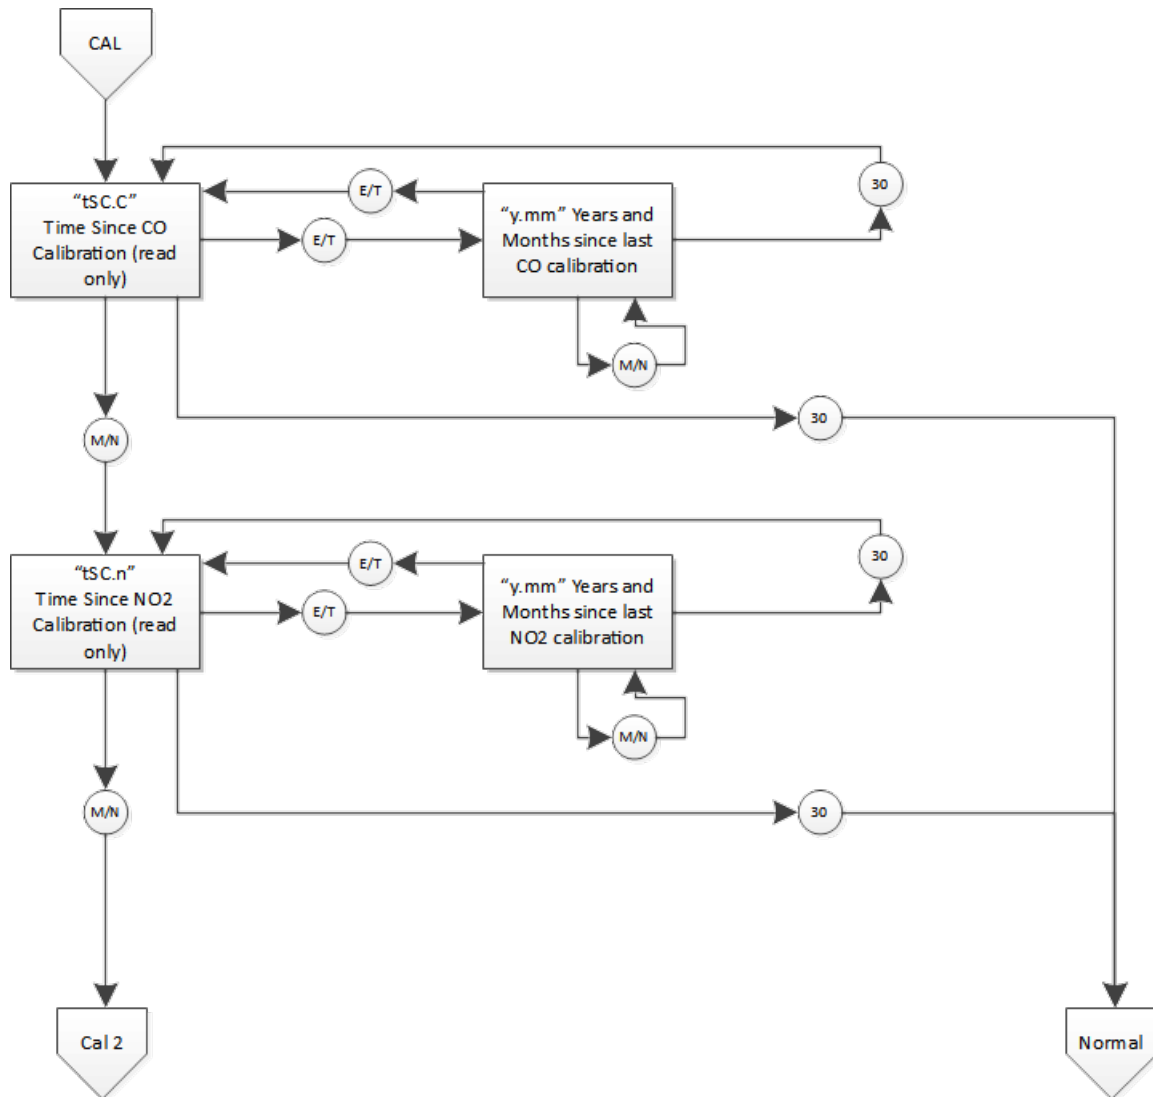 CAL
30
E/T
“tSC.C”
Time Since CO
Calibration (read
only)
“y.mm” Years and
Months since last
CO calibration
E/T
M/N
30
M/N
30
E/T
“tSC.n”
Time Since NO2
Calibration (read
only)
“y.mm” Years and
Months since last
NO2 calibration
E/T
M/N
M/N
30
Cal 2
Normal